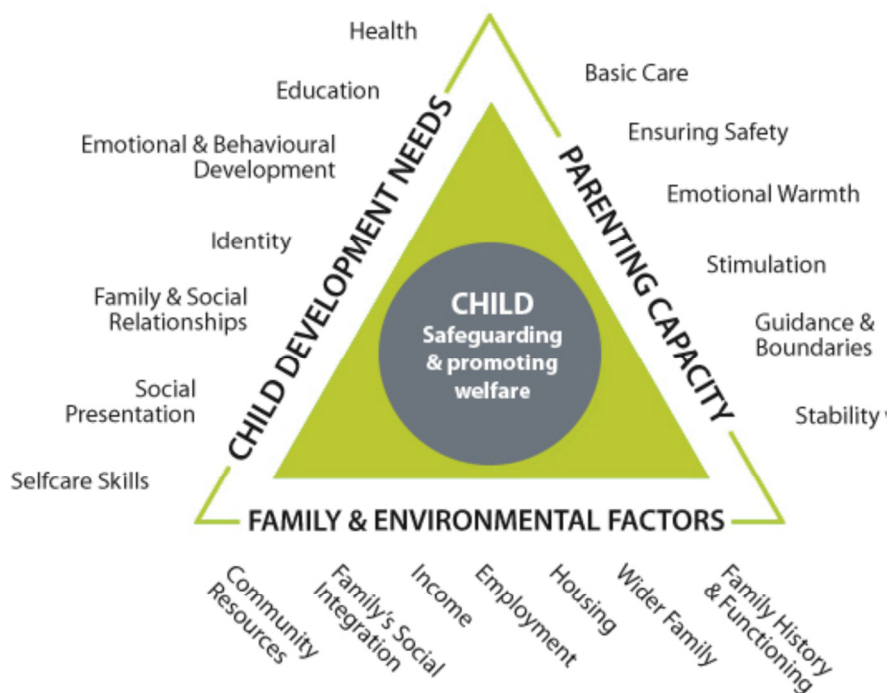 Health
Education
Emotional & Behavioural
Development
Identity
Family & Social
Relationships
Social
Presentation
Selfcare Skills
CHILD DEVELOPMENT NEEDS
CHILD
Safeguarding
& promoting
welfare
PARENTING CAPACITY
Basic Care
Ensuring Safety
Emotional Warmth
Stimulation
Guidance &
Boundaries
Stability
FAMILY & ENVIRONMENTAL FACTORS
Community
Resources
Family's Social
Integration
Income
Employment
Housing
Wider Family
Family History
& Functioning